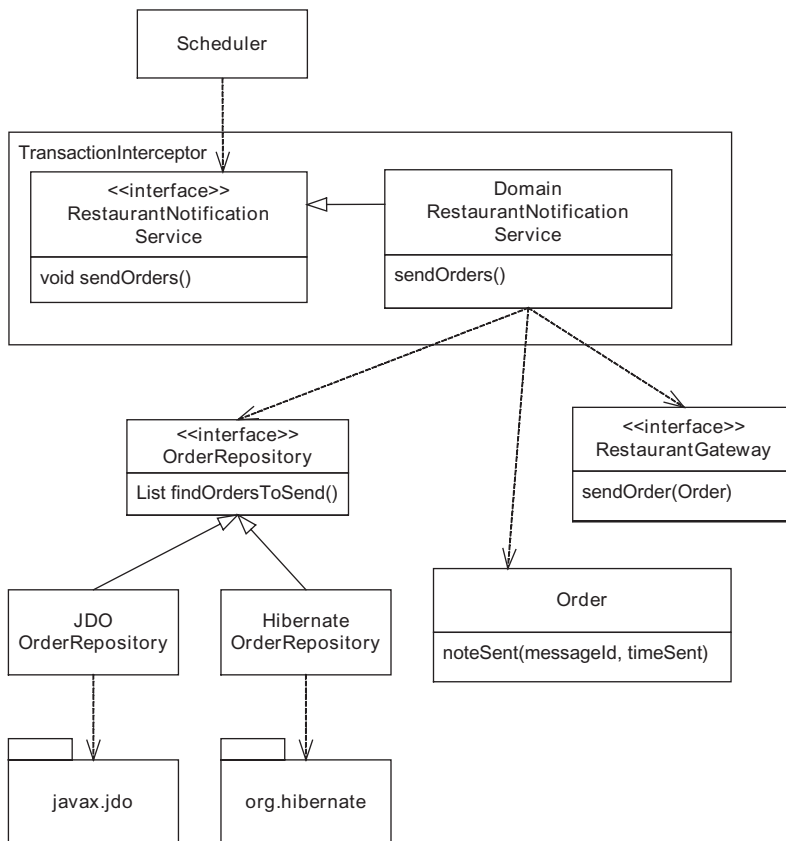 Scheduler
TransactionInterceptor
<<interface>>
RestaurantNotification
Service
void sendOrders()
Domain
RestaurantNotification
Service
sendOrders()
<<interface>>
OrderRepository
List findOrdersToSend()
<<interface>>
RestaurantGateway
sendOrder(Order)
JDO
OrderRepository
Hibernate
OrderRepository
Order
noteSent(messageId, timeSent)
javax.jdo
org.hibernate